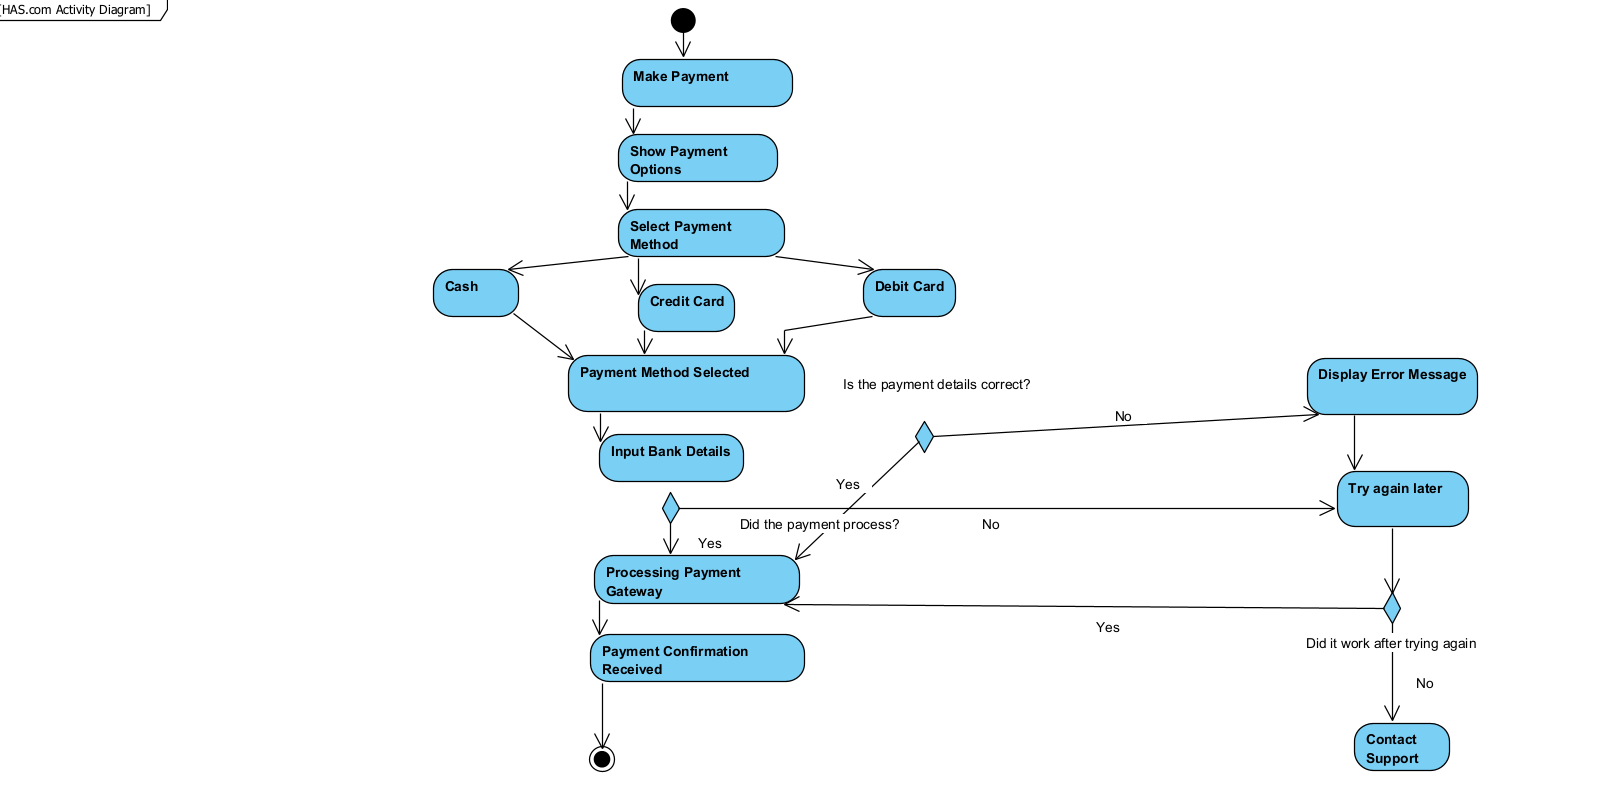 [HAS.com Activity Diagram]
Make Payment
Show Payment
Options
Select Payment
Method
Cash
Credit Card
Debit Card
Payment Method Selected
Is the payment details correct?
Display Error Message
No
Input Bank Details
Yes
Try again later
Did the payment process?
No
Yes
Processing Payment
Gateway
Yes
Did it work after trying again
Payment Confirmation
Received
No
Contact
Support